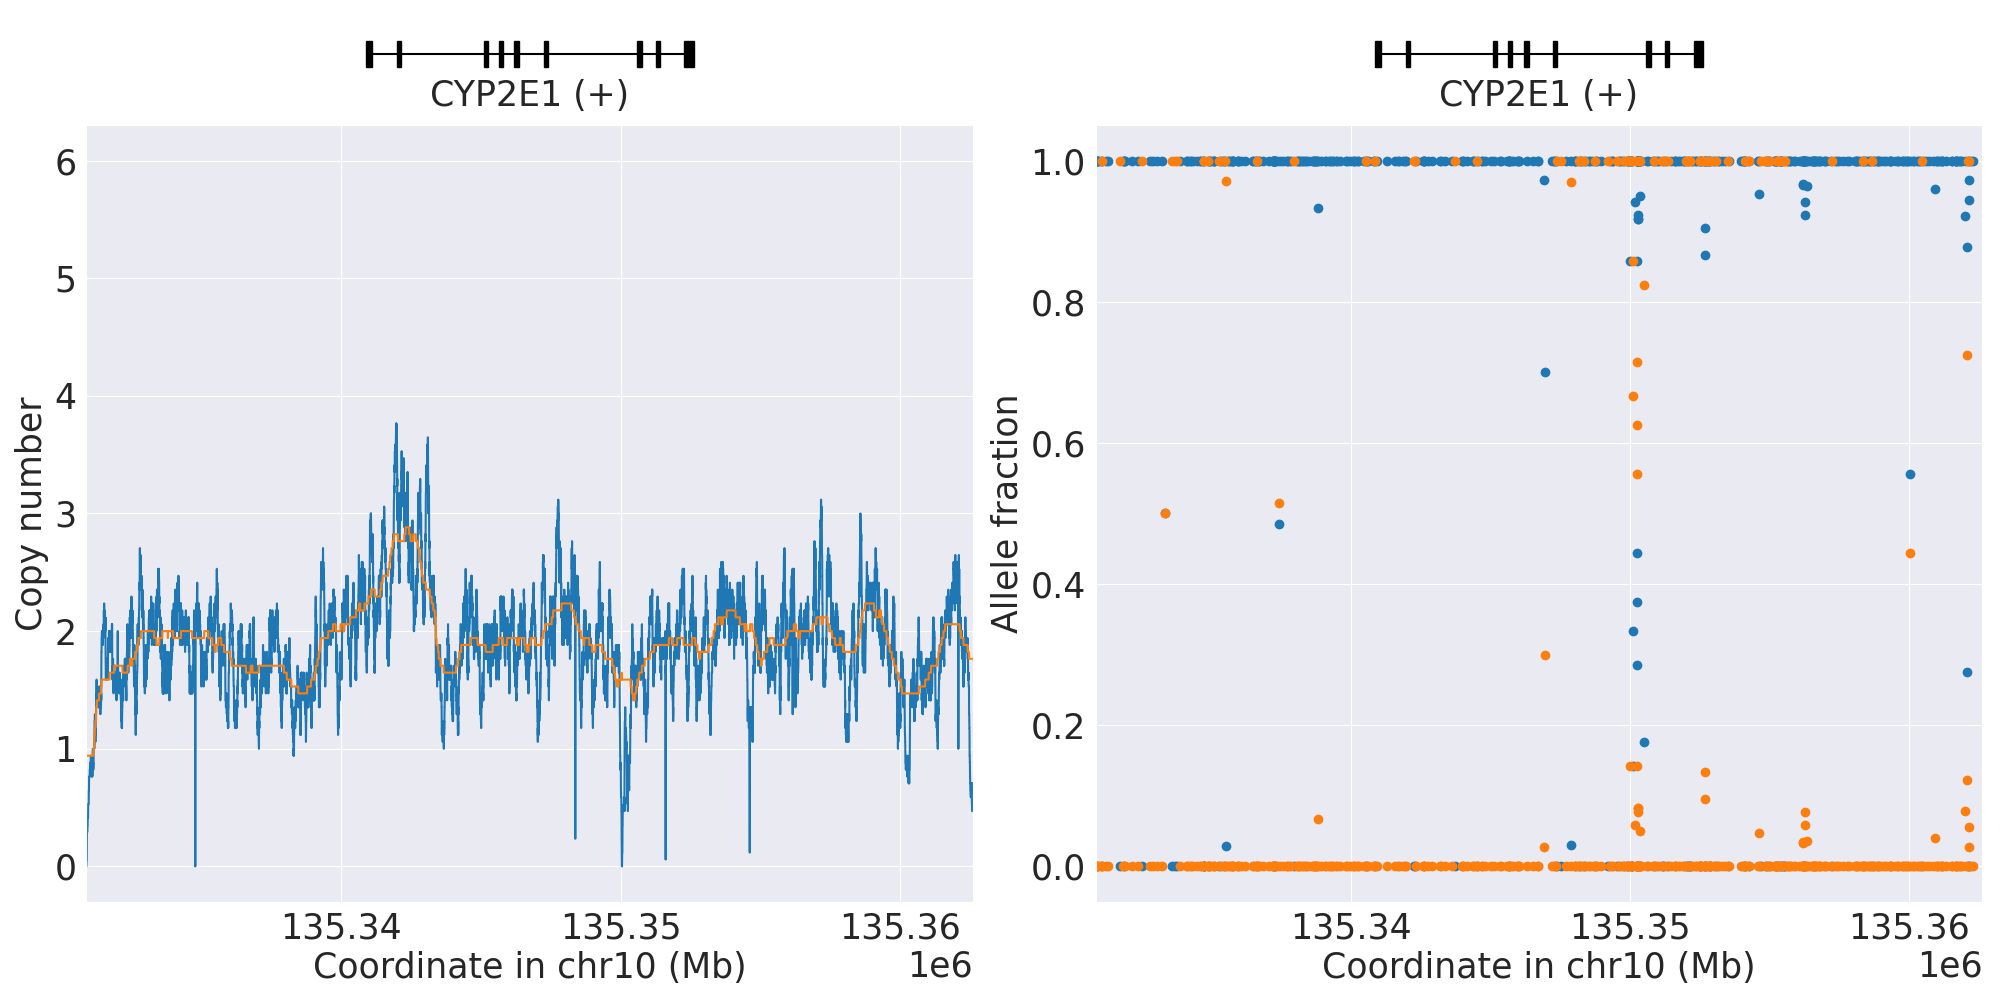 CYP2E1 (+)
6
5
4
3
2
1
0
Copy number
135.34 135.35 135.36
Coordinate in chr10 (Mb)
1e6
CYP2E1 (+)
1.0
0.8
0.6
0.4
0.2
0.0
Allele fraction
135.34 135.35 135.36
Coordinate in chr10 (Mb)
1e6